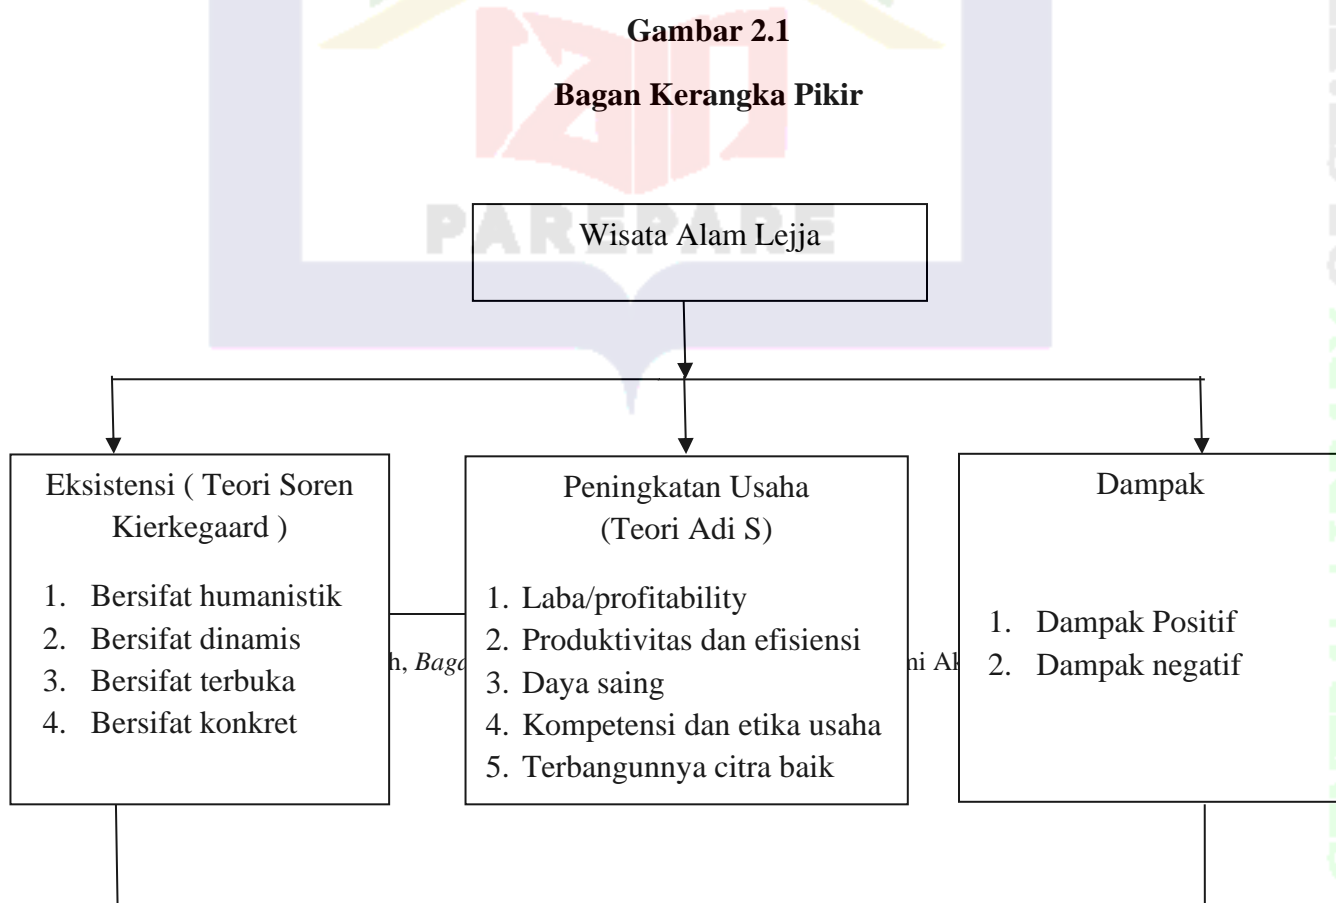 Gambar 2.1
Bagan Kerangka Pikir
PAREPARE
Wisata Alam Lejja
Eksistensi ( Teori Soren
Kierkegaard )
1. Bersifat humanistik
2. Bersifat dinamis
3. Bersifat terbuka
4. Bersifat konkret
h,
Peningkatan Usaha
(Teori Adi S)
1. Laba/profitability
2. Produktivitas dan efisiensi
3. Daya saing
4. Kompetensi dan etika usaha
5. Terbangunnya citra baik
Dampak
1. Dampak Positif
2. Dampak negatif